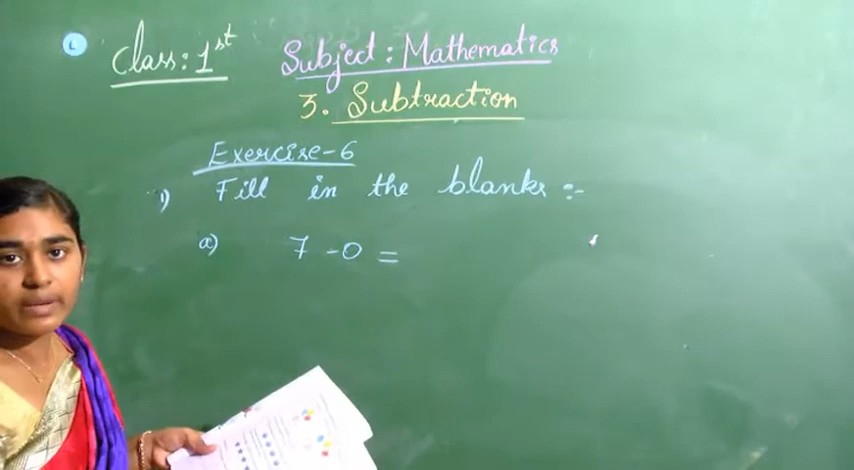 L Class: 1st Subject: Mathematics
3. Subtraction
Exercise-6
1) Fill in the blanks :-
a) 7 - 0 =